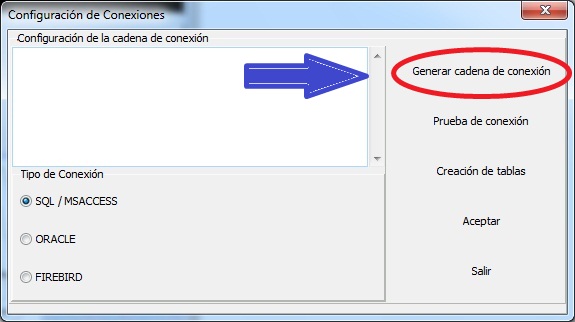 Configuración de Conexiones
Configuración de la cadena de conexión
Generar cadena de conexión
Prueba de conexión
Tipo de Conexión
Creación de tablas
SQL / MSACCESS
Aceptar
ORACLE
Salir
FIREBIRD